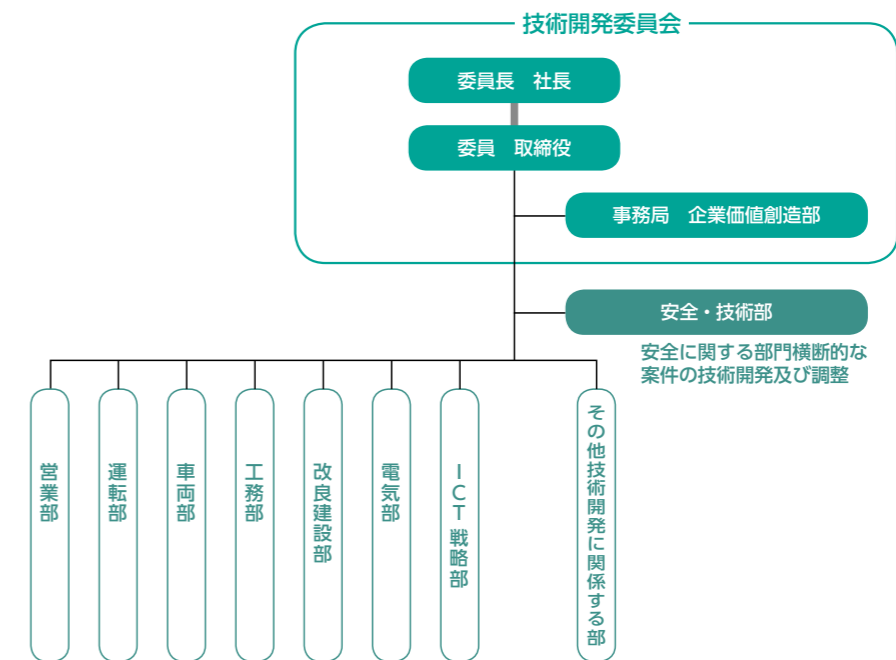 技術開発委員会
委員長　社長
委員　取締役
事務局　企業価値創造部
安全・技術部
安全に関する部門横断的な
案件の技術開発及び調整
営業部
運転部
車両部
工務部
改良建設部
電気部
ICT戦略部
その他技術開発に関係する部